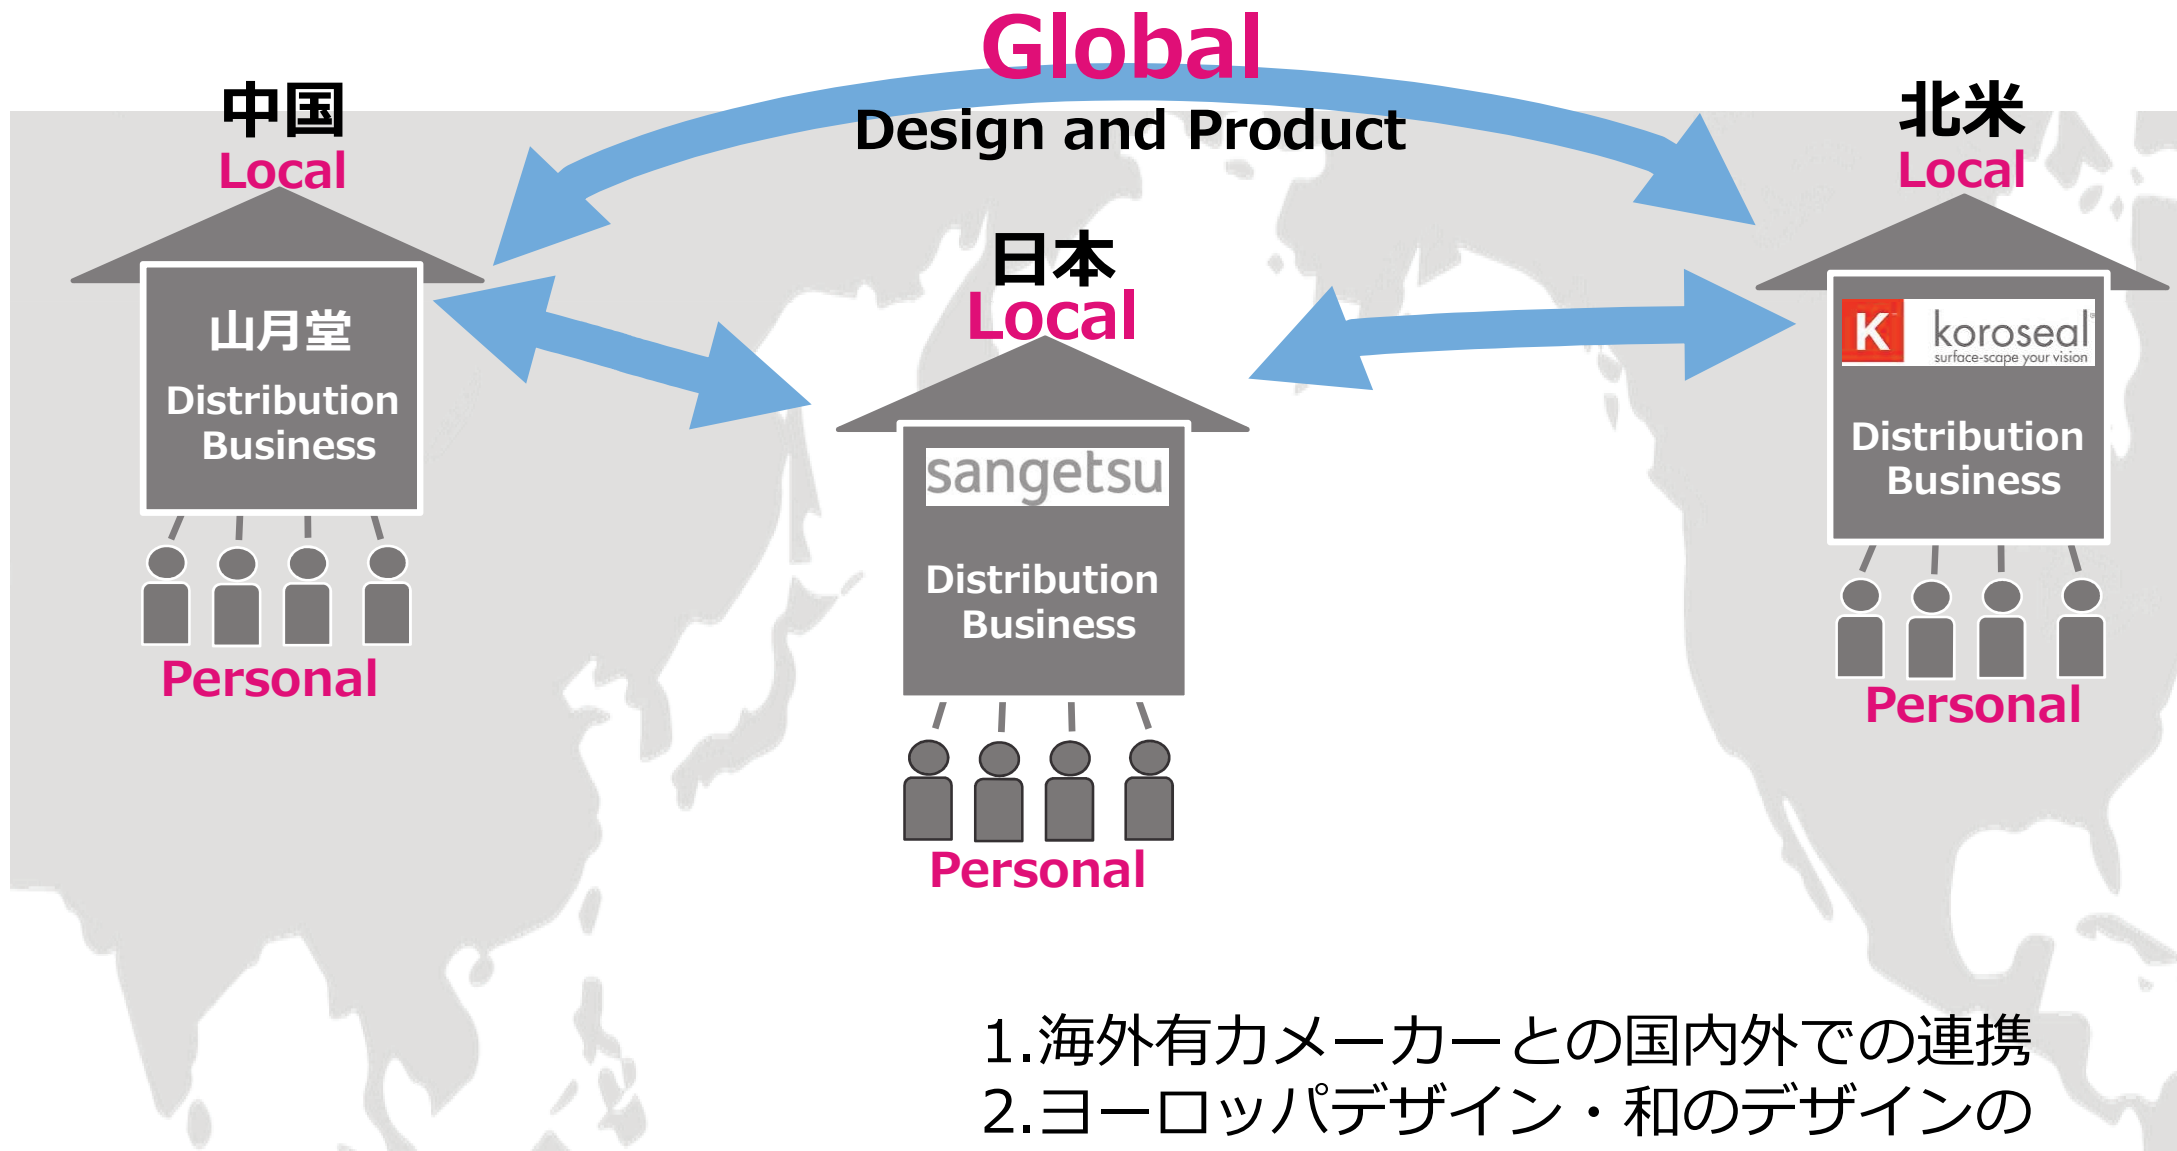 Global
Design and Product
中国
Local
山月堂
Distribution
Business
Personal
日本
Local
sangetsu
Distribution
Business
Personal
北米
Local
K
koroseal®
surface-scape your vision
Distribution
Business
Personal
1.海外有力メーカーとの国内外での連携
2.ヨーロッパデザイン・和のデザインの